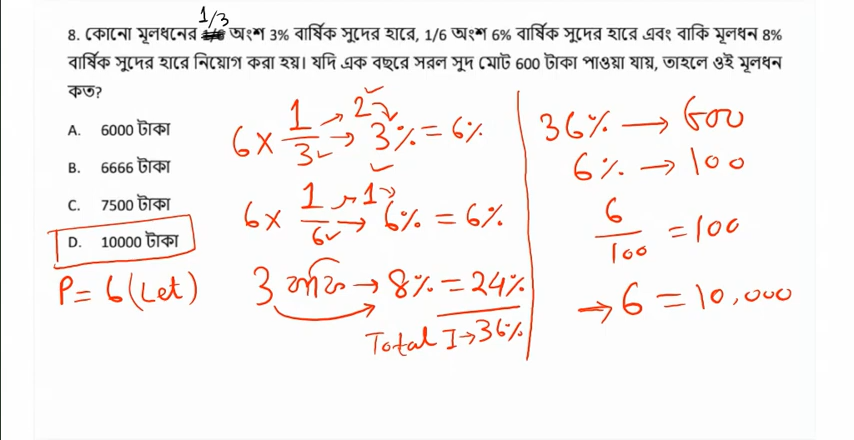 1/3
8. কোনো মূলধনের অংশ 3% বার্ষিক সুদের হারে, 1/6 অংশ 6% বার্ষিক সুদের হারে এবং বাকি মূলধন 8%
বার্ষিক সুদের হারে নিয়োগ করা হয়। যদি এক বছরে সরল সুদ মোট 600 টাকা পাওয়া যায়, তাহলে ওই মূলধন
কত?
A. 6000 টাকা
B. 6666 টাকা
C. 7500 টাকা
D. 10000 টাকা
P = 6 (Let)
6 × 1/3 → 2
→ 3% = 6%
6 × 1/6 → 1
→ 6% = 6%
3 বাকি → 8% = 24%
Total I → 36%
36% → 600
6% → 100
6/100 = 100
→ 6 = 10,000